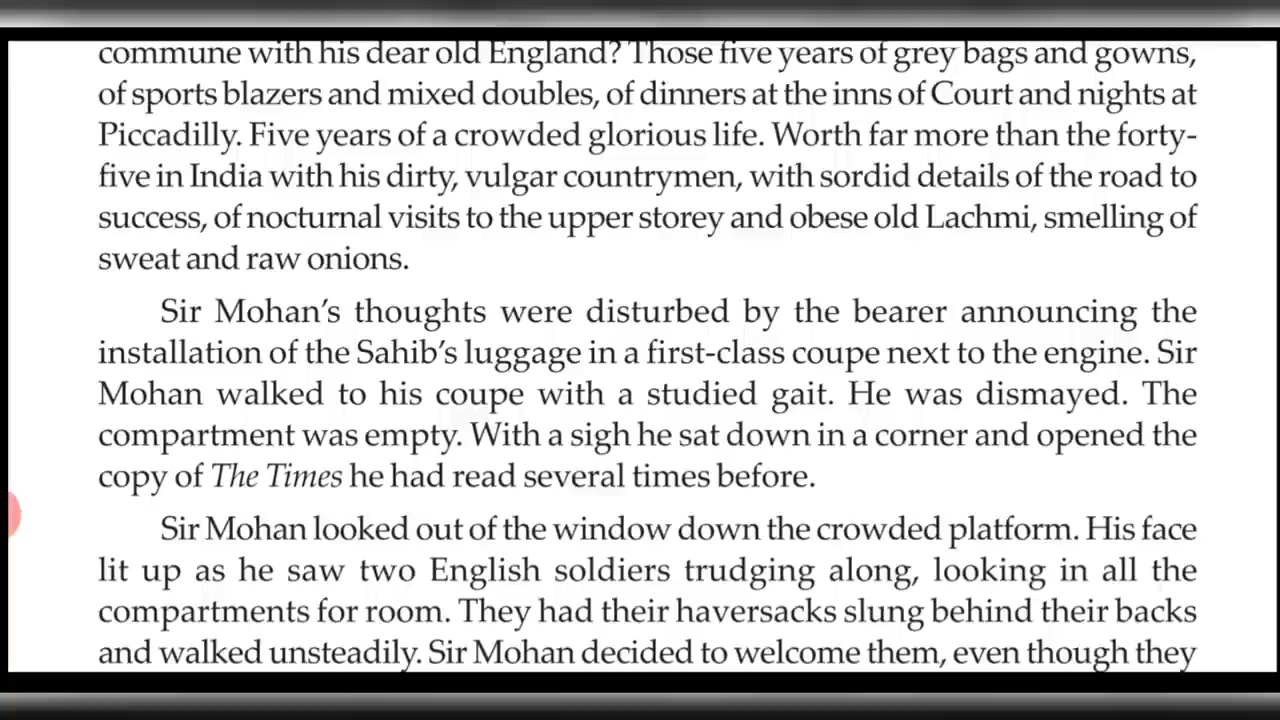 commune with his dear old England? Those five years of grey bags and gowns,
of sports blazers and mixed doubles, of dinners at the inns of Court and nights at
Piccadilly. Five years of a crowded glorious life. Worth far more than the forty-
five in India with his dirty, vulgar countrymen, with sordid details of the road to
success, of nocturnal visits to the upper storey and obese old Lachmi, smelling of
sweat and raw onions.
Sir Mohan's thoughts were disturbed by the bearer announcing the
installation of the Sahib's luggage in a first-class coupe next to the engine. Sir
Mohan walked to his coupe with a studied gait. He was dismayed. The
compartment was empty. With a sigh he sat down in a corner and opened the
copy of The Times he had read several times before.
Sir Mohan looked out of the window down the crowded platform. His face
lit up as he saw two English soldiers trudging along, looking in all the
compartments for room. They had their haversacks slung behind their backs
and walked unsteadily. Sir Mohan decided to welcome them, even though they